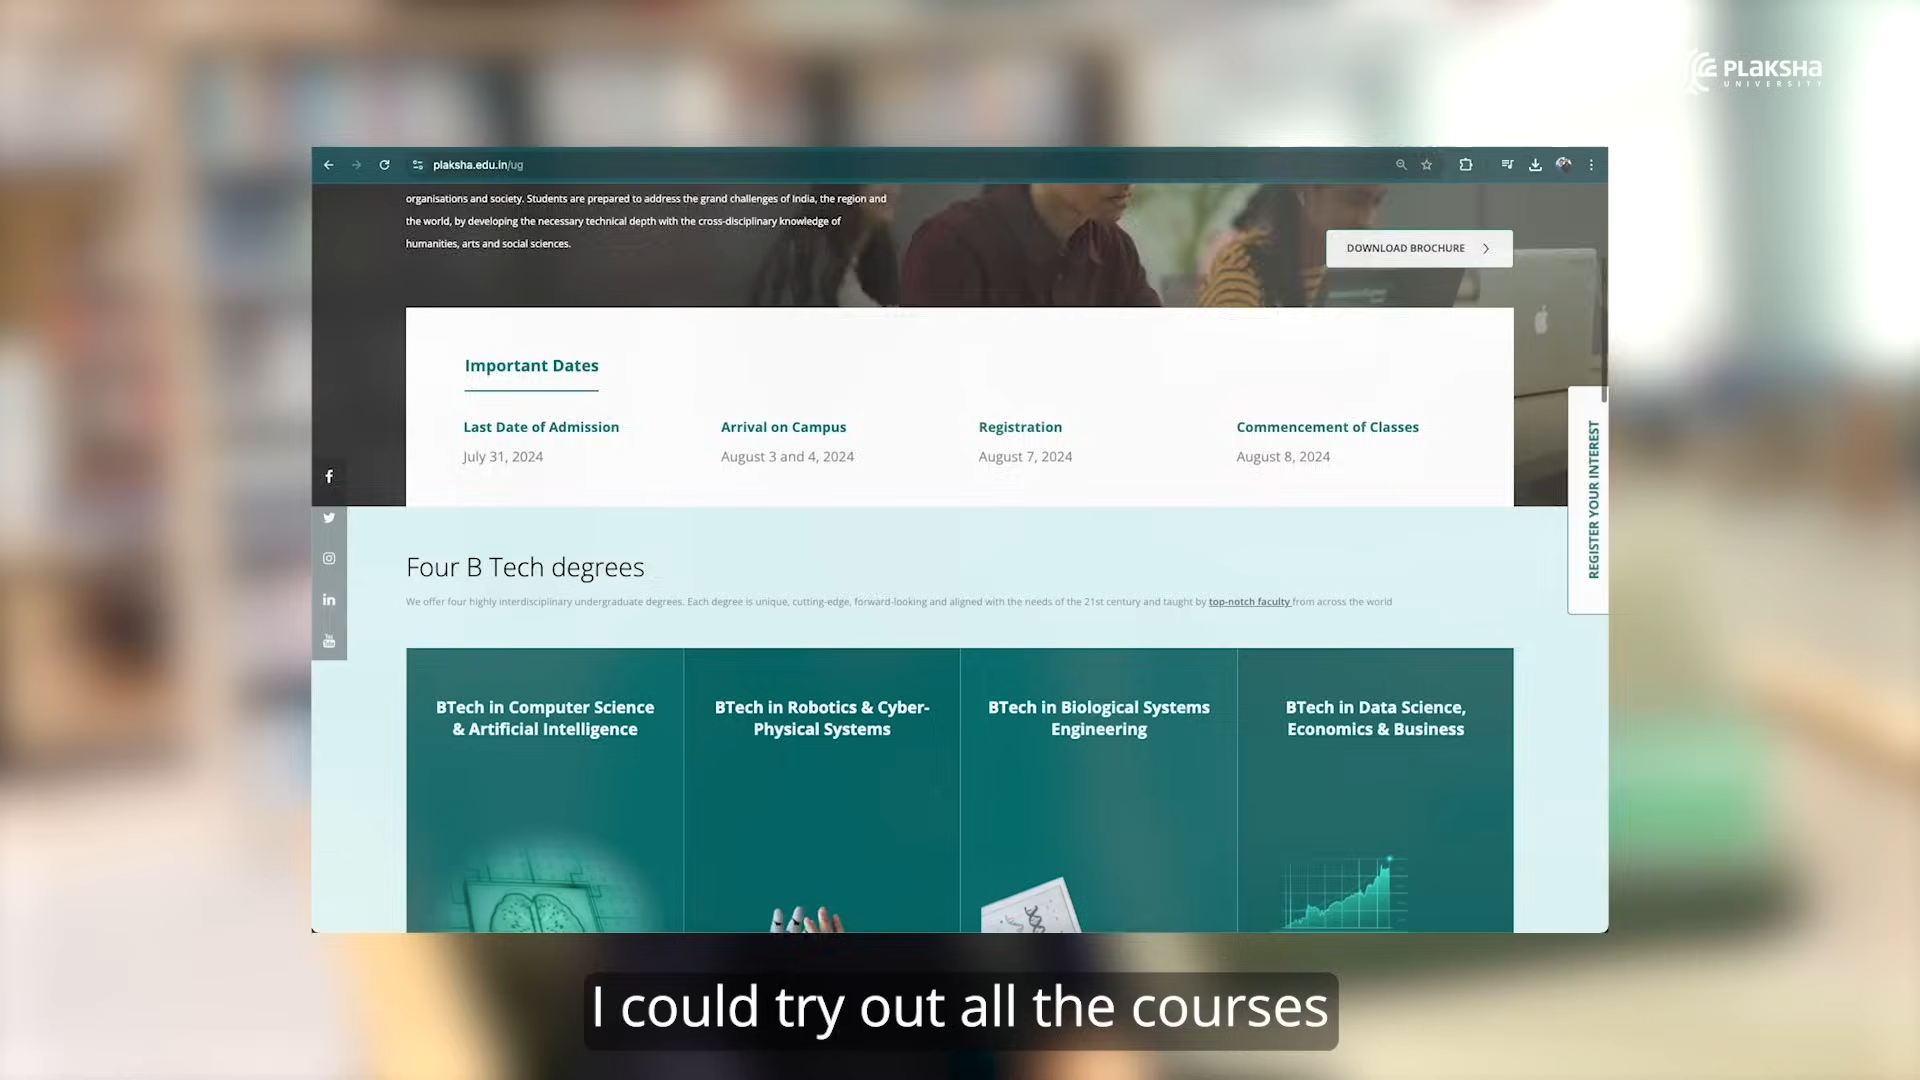 PLAKSHA
UNIVERSITY
plaksha.edu.in/ug
organisations and society. Students are prepared to address the grand challenges of India, the region and
the world, by developing the necessary technical depth with the cross-disciplinary knowledge of
humanities, arts and social sciences.
DOWNLOAD BROCHURE
Important Dates
Last Date of Admission
July 31, 2024
Arrival on Campus
August 3 and 4, 2024
Registration
August 7, 2024
Commencement of Classes
August 8, 2024
REGISTER YOUR INTEREST
Four B Tech degrees
We offer four highly interdisciplinary undergraduate degrees. Each degree is unique, cutting-edge, forward-looking and aligned with the needs of the 21st century and taught by top-notch faculty from across the world
BTech in Computer Science
& Artificial Intelligence
BTech in Robotics & Cyber-
Physical Systems
BTech in Biological Systems
Engineering
BTech in Data Science,
Economics & Business
I could try out all the courses